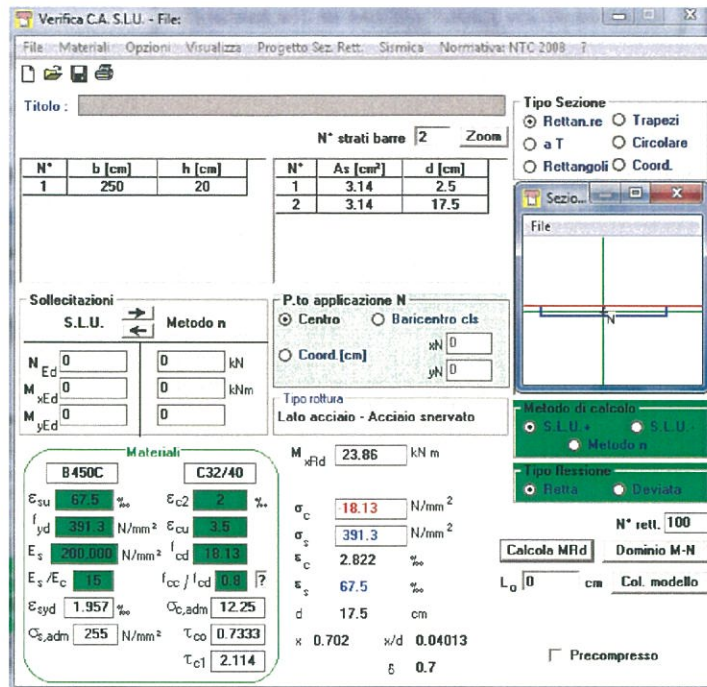 Verifica C.A. S.L.U. - File:
File Materiali Opzioni Visualizza Progetto Sez. Rett. Sismica Normativa: NTC 2008 ?
Titolo :
N° strati barre 2 Zoom
Tipo Sezione
Rettan.re Trapezi
a T Circolare
Rettangoli Coord.
N° b [cm] h [cm]
1 250 20
N° As [cm²] d [cm]
1 3.14 2.5
2 3.14 17.5
Sezio...
File
N
Sollecitazioni
S.L.U. Metodo n
N Ed 0 0 kN
M xEd 0 0 kNm
M yEd 0 0
P.to applicazione N
Centro Baricentro cls
Coord.[cm] xN 0
yN 0
Tipo rottura
Lato acciaio - Acciaio snervato
Metodo di calcolo
S.L.U.+ S.L.U.-
Metodo n
Tipo flessione
Retta Deviata
N° rett. 100
Calcola MRd Dominio M-N
L o 0 cm Col. modello
Precompresso
Materiali
B450C C32/40
εsu 67.5 ‰ εc2 2 ‰
fyd 391.3 N/mm² εcu 3.5
Es 200.000 N/mm² fcd 18.13
Es /Ec 15 fcc / fcd 0.8 ?
εsyd 1.957 ‰ σc,adm 12.25
σs,adm 255 N/mm² τco 0.7333
τc1 2.114
M xRd 23.86 kN m
σc -18.13 N/mm²
σs 391.3 N/mm²
εc 2.822 ‰
εs 67.5 ‰
d 17.5 cm
x 0.702 x/d 0.04013
δ 0.7